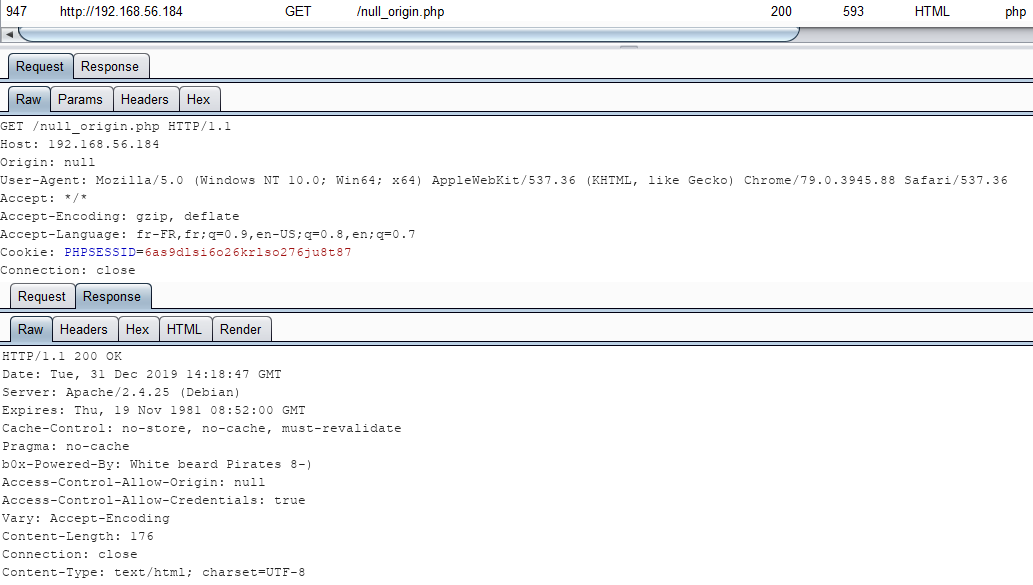 947 http://192.168.56.184 GET /null_origin.php 200 593 HTML php
Request Response
Raw Params Headers Hex
GET /null_origin.php HTTP/1.1
Host: 192.168.56.184
Origin: null
User-Agent: Mozilla/5.0 (Windows NT 10.0; Win64; x64) AppleWebKit/537.36 (KHTML, like Gecko) Chrome/79.0.3945.88 Safari/537.36
Accept: */*
Accept-Encoding: gzip, deflate
Accept-Language: fr-FR,fr;q=0.9,en-US;q=0.8,en;q=0.7
Cookie: PHPSESSID=6as9dlsi6o26krlso276ju8t87
Connection: close
Request Response
Raw Headers Hex HTML Render
HTTP/1.1 200 OK
Date: Tue, 31 Dec 2019 14:18:47 GMT
Server: Apache/2.4.25 (Debian)
Expires: Thu, 19 Nov 1981 08:52:00 GMT
Cache-Control: no-store, no-cache, must-revalidate
Pragma: no-cache
b0x-Powered-By: White beard Pirates 8-)
Access-Control-Allow-Origin: null
Access-Control-Allow-Credentials: true
Vary: Accept-Encoding
Content-Length: 176
Connection: close
Content-Type: text/html; charset=UTF-8